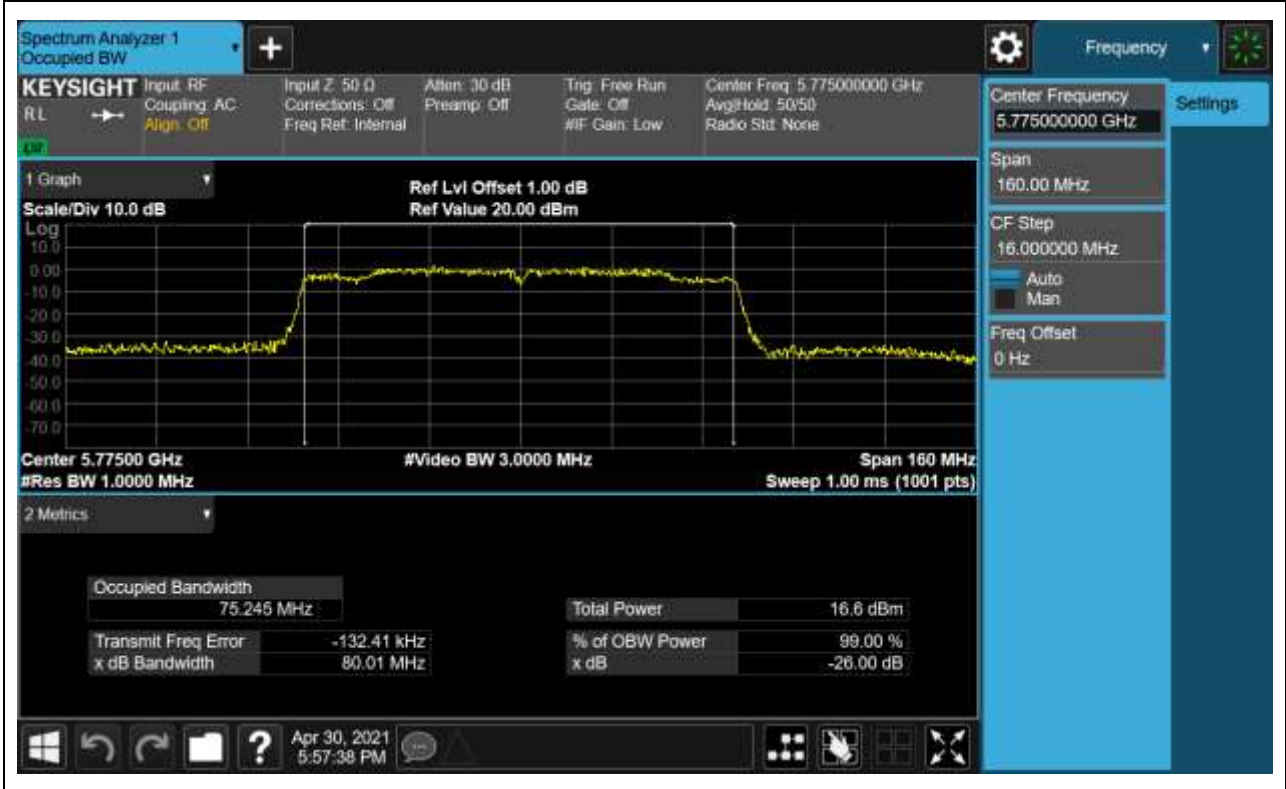 Spectrum Analyzer 1
Occupied BW
Frequency
KEYSIGHT
R L
Input: RF
Coupling: AC
Align: Off
Input Z: 50 Ω
Corrections: Off
Freq Ref: Internal
Atten: 30 dB
Preamp: Off
Trig: Free Run
Gate: Off
#IF Gain: Low
Center Freq: 5.775000000 GHz
Avg|Hold: 50/50
Radio Std: None
Center Frequency
5.775000000 GHz
Settings
Span
160.00 MHz
CF Step
16.000000 MHz
Auto
Man
Freq Offset
0 Hz
1 Graph
Scale/Div 10.0 dB
Ref Lvl Offset 1.00 dB
Ref Value 20.00 dBm
Log
10.0
0.00
-10.0
-20.0
-30.0
-40.0
-50.0
-60.0
-70.0
Center 5.77500 GHz
#Video BW 3.0000 MHz
Span 160 MHz
#Res BW 1.0000 MHz
Sweep 1.00 ms (1001 pts)
2 Metrics
Occupied Bandwidth
75.245 MHz
Total Power 16.6 dBm
Transmit Freq Error -132.41 kHz
% of OBW Power 99.00 %
x dB Bandwidth 80.01 MHz
x dB -26.00 dB
?
Apr 30, 2021
5:57:38 PM